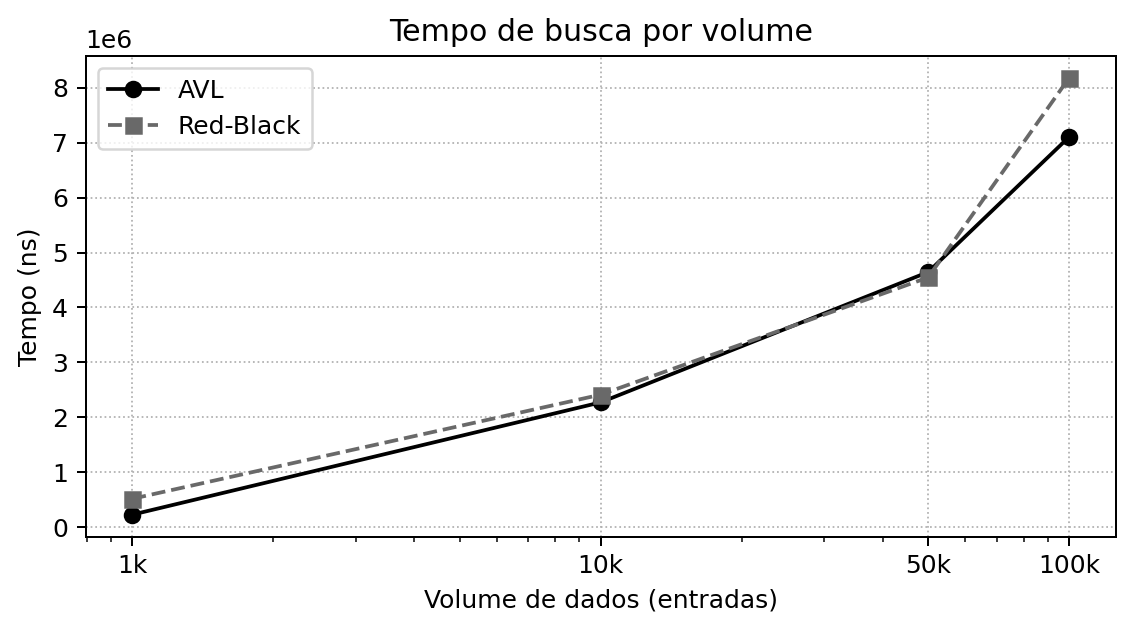 Tempo de busca por volume
1e6
AVL
Red-Black
8
7
6
5
4
3
2
1
0
Tempo (ns)
1k
10k
50k
100k
Volume de dados (entradas)